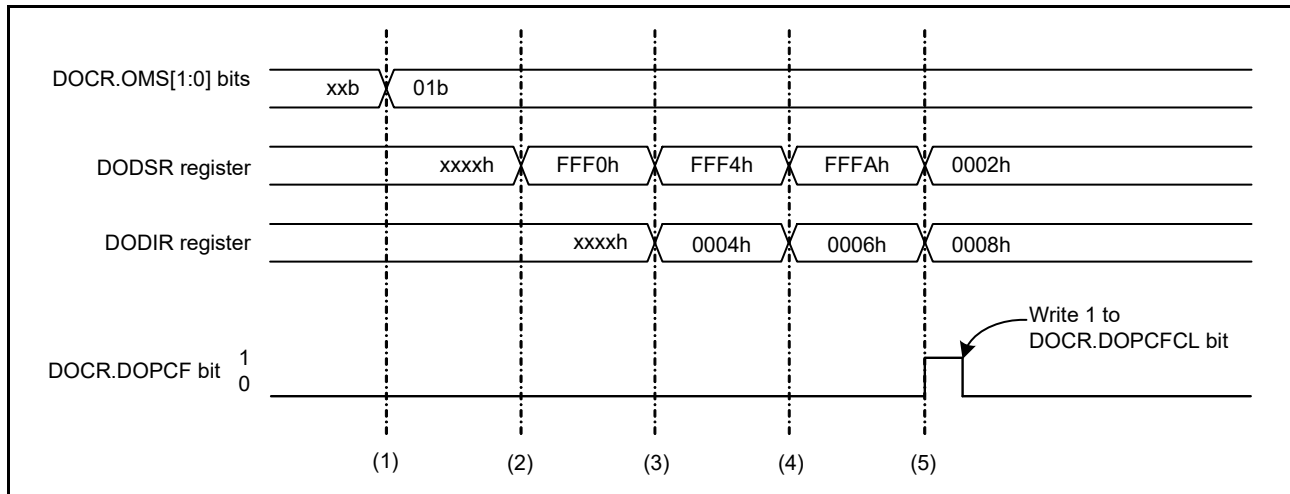 DOCR.OMS[1:0] bits
xxb
01b
DODSR register
xxxxh
FFF0h
FFF4h
FFFAh
0002h
DODIR register
xxxxh
0004h
0006h
0008h
Write 1 to
DOCR.DOPCFCL bit
DOCR.DOPCF bit
1
0
(1)
(2)
(3)
(4)
(5)